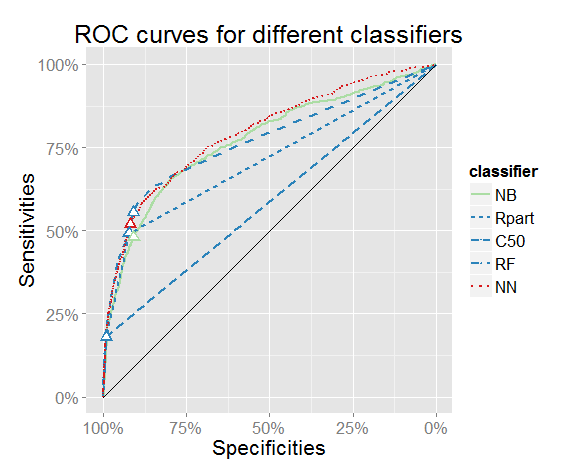 ROC curves for different classifiers
Sensitivities
100%
75%
50%
25%
0%
100% 75% 50% 25% 0%
Specificities
classifier
NB
Rpart
C50
RF
NN